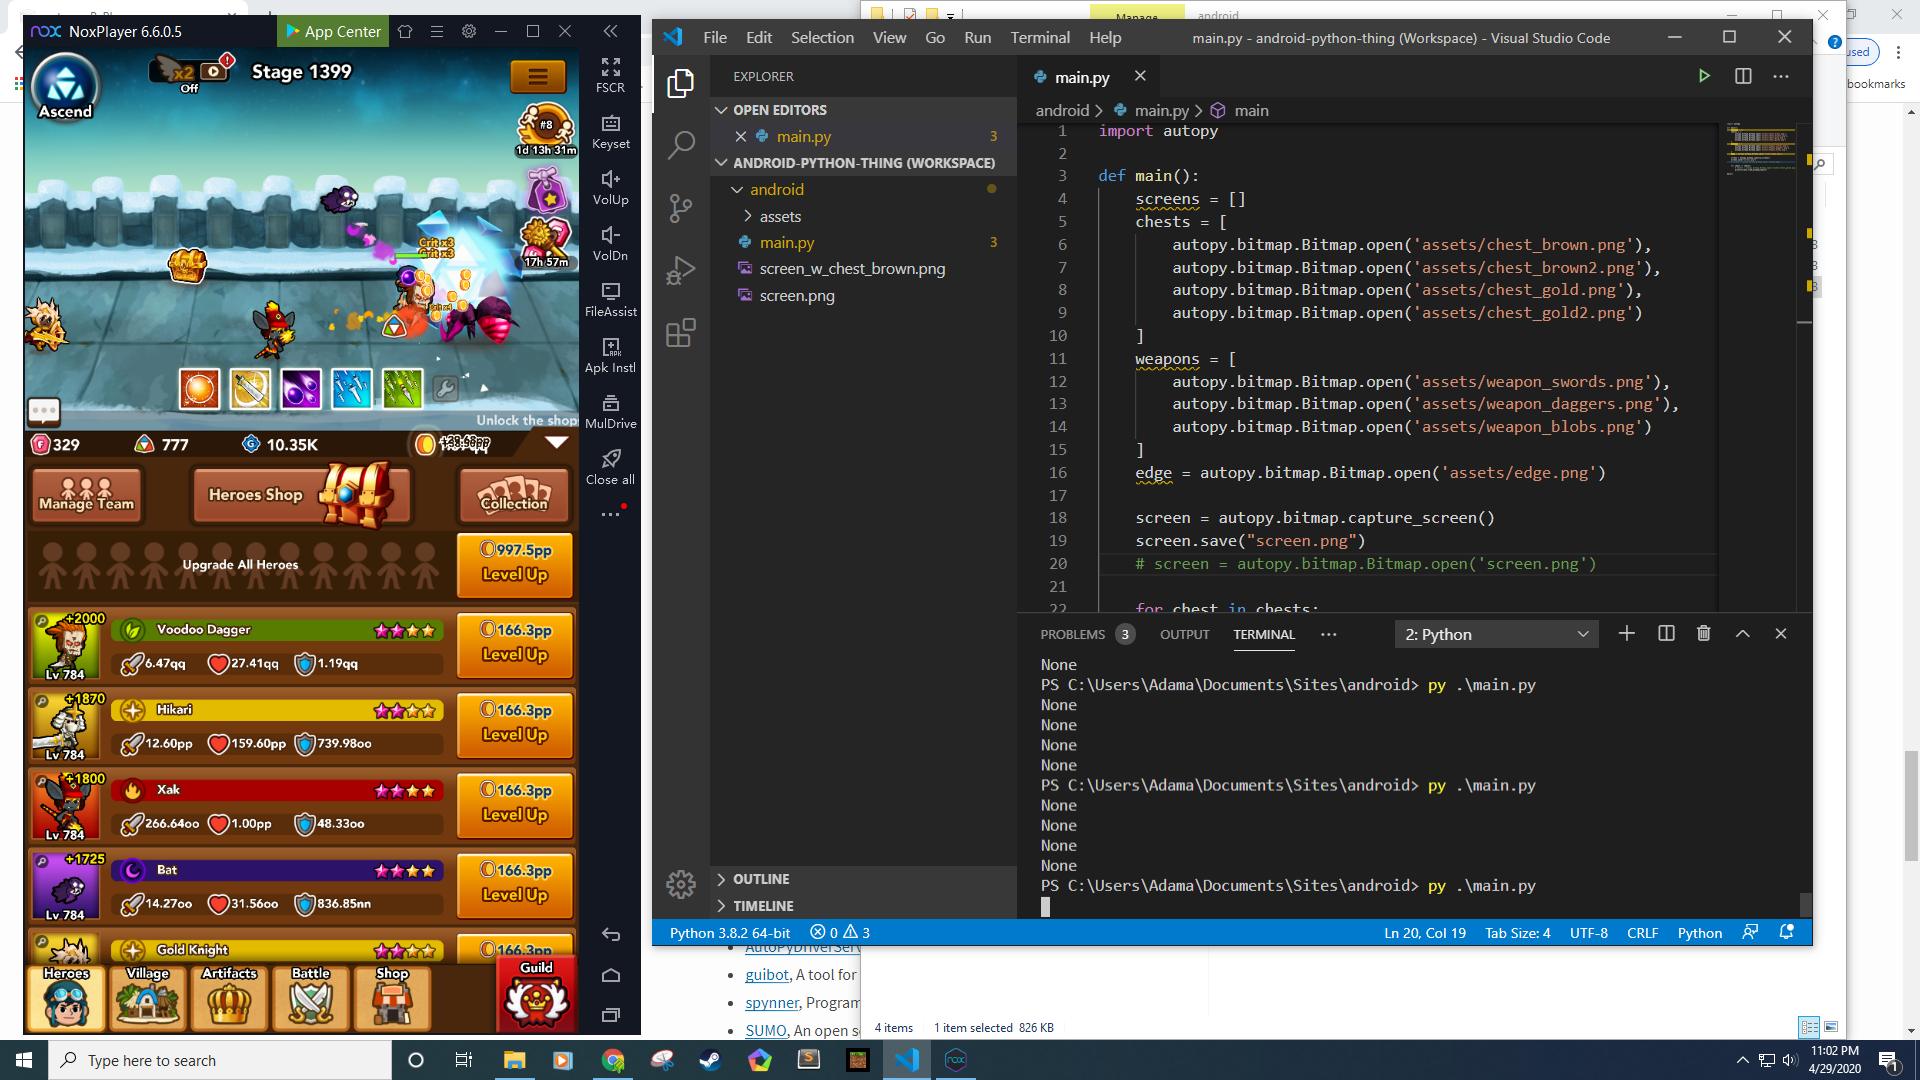 NOX NoxPlayer 6.6.0.5
App Center
Ascend
x2
Off
Stage 1399
#8
1d 13h 31m
17h 57m
Crit x3
Crit x3
Unlock the shop
329
777
10.35K
Manage Team
Heroes Shop
Collection
Upgrade All Heroes
997.5pp
Level Up
+2000
Voodoo Dagger
6.47qq
27.41qq
1.19qq
Lv 784
166.3pp
Level Up
+1870
Hikari
12.60pp
159.60pp
739.98oo
Lv 784
166.3pp
Level Up
+1800
Xak
266.64oo
1.00pp
48.33oo
Lv 784
166.3pp
Level Up
+1725
Bat
14.27oo
31.56oo
836.85nn
Lv 784
166.3pp
Level Up
Gold Knight
166.3pp
Heroes
Village
Artifacts
Battle
Shop
Guild
FSCR
Keyset
VolUp
VolDn
FileAssist
Apk Instl
MulDrive
Close all
Manage
android
used
bookmarks
File Edit Selection View Go Run Terminal Help
main.py - android-python-thing (Workspace) - Visual Studio Code
EXPLORER
OPEN EDITORS
main.py 3
ANDROID-PYTHON-THING (WORKSPACE)
android
assets
main.py 3
screen_w_chest_brown.png
screen.png
OUTLINE
TIMELINE
main.py
android > main.py > main
1 import autopy
2
3 def main():
4 screens = []
5 chests = [
6 autopy.bitmap.Bitmap.open('assets/chest_brown.png'),
7 autopy.bitmap.Bitmap.open('assets/chest_brown2.png'),
8 autopy.bitmap.Bitmap.open('assets/chest_gold.png'),
9 autopy.bitmap.Bitmap.open('assets/chest_gold2.png')
10 ]
11 weapons = [
12 autopy.bitmap.Bitmap.open('assets/weapon_swords.png'),
13 autopy.bitmap.Bitmap.open('assets/weapon_daggers.png'),
14 autopy.bitmap.Bitmap.open('assets/weapon_blobs.png')
15 ]
16 edge = autopy.bitmap.Bitmap.open('assets/edge.png')
17
18 screen = autopy.bitmap.capture_screen()
19 screen.save("screen.png")
20 # screen = autopy.bitmap.Bitmap.open('screen.png')
21
22 for chest in chests:
PROBLEMS 3 OUTPUT TERMINAL
2: Python
None
PS C:\Users\Adama\Documents\Sites\android> py .\main.py
None
None
None
None
PS C:\Users\Adama\Documents\Sites\android> py .\main.py
None
None
None
None
PS C:\Users\Adama\Documents\Sites\android> py .\main.py
Python 3.8.2 64-bit
0
3
Ln 20, Col 19
Tab Size: 4
UTF-8
CRLF
Python
AutoPyDriverServ
guibot, A tool for
spynner, Program
SUMO, An open s
4 items
1 item selected 826 KB
Type here to search
11:02 PM
4/29/2020
1